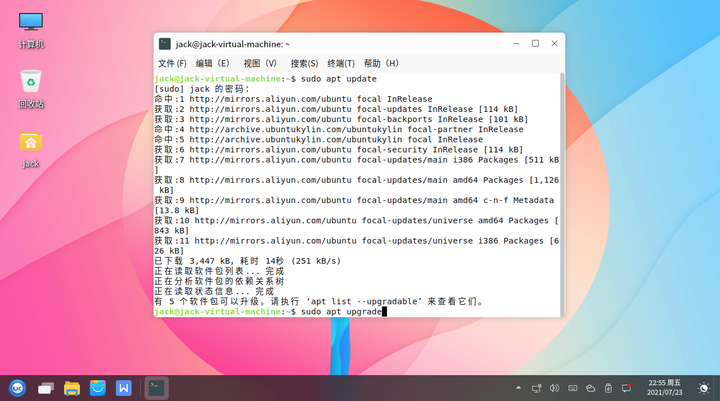 计算机
回收站
jack
jack@jack-virtual-machine: ~
文件(F) 编辑（E） 视图（V） 搜索(S) 终端(T) 帮助（H）
jack@jack-virtual-machine:~$ sudo apt update
[sudo] jack 的密码：
命中:1 http://mirrors.aliyun.com/ubuntu focal InRelease
获取:2 http://mirrors.aliyun.com/ubuntu focal-updates InRelease [114 kB]
获取:3 http://mirrors.aliyun.com/ubuntu focal-backports InRelease [101 kB]
命中:4 http://archive.ubuntukylin.com/ubuntukylin focal-partner InRelease
命中:5 http://archive.ubuntukylin.com/ubuntukylin focal InRelease
获取:6 http://mirrors.aliyun.com/ubuntu focal-security InRelease [114 kB]
获取:7 http://mirrors.aliyun.com/ubuntu focal-updates/main i386 Packages [511 kB
]
获取:8 http://mirrors.aliyun.com/ubuntu focal-updates/main amd64 Packages [1,126
 kB]
获取:9 http://mirrors.aliyun.com/ubuntu focal-updates/main amd64 c-n-f Metadata
[13.8 kB]
获取:10 http://mirrors.aliyun.com/ubuntu focal-updates/universe amd64 Packages [
843 kB]
获取:11 http://mirrors.aliyun.com/ubuntu focal-updates/universe i386 Packages [6
26 kB]
已下载 3,447 kB，耗时 14秒 (251 kB/s)
正在读取软件包列表... 完成
正在分析软件包的依赖关系树
正在读取状态信息... 完成
有 5 个软件包可以升级。请执行 ‘apt list --upgradable’ 来查看它们。
jack@jack-virtual-machine:~$ sudo apt upgrade
UK
W
22:55 周五
2021/07/23